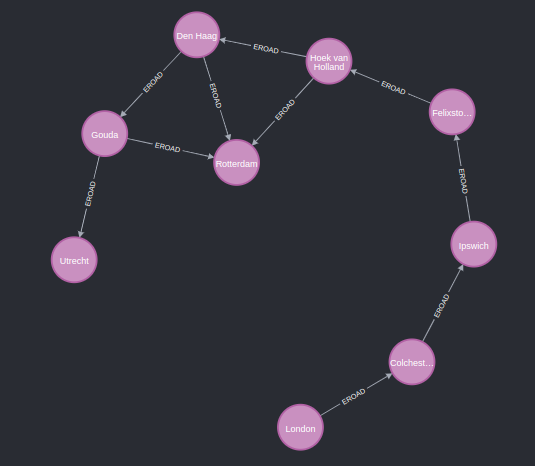 Den Haag
EROAD
Hoek van
Holland
EROAD
EROAD
EROAD
EROAD
Felixsto...
Gouda
EROAD
Rotterdam
EROAD
EROAD
Utrecht
Ipswich
EROAD
Colchest...
EROAD
London